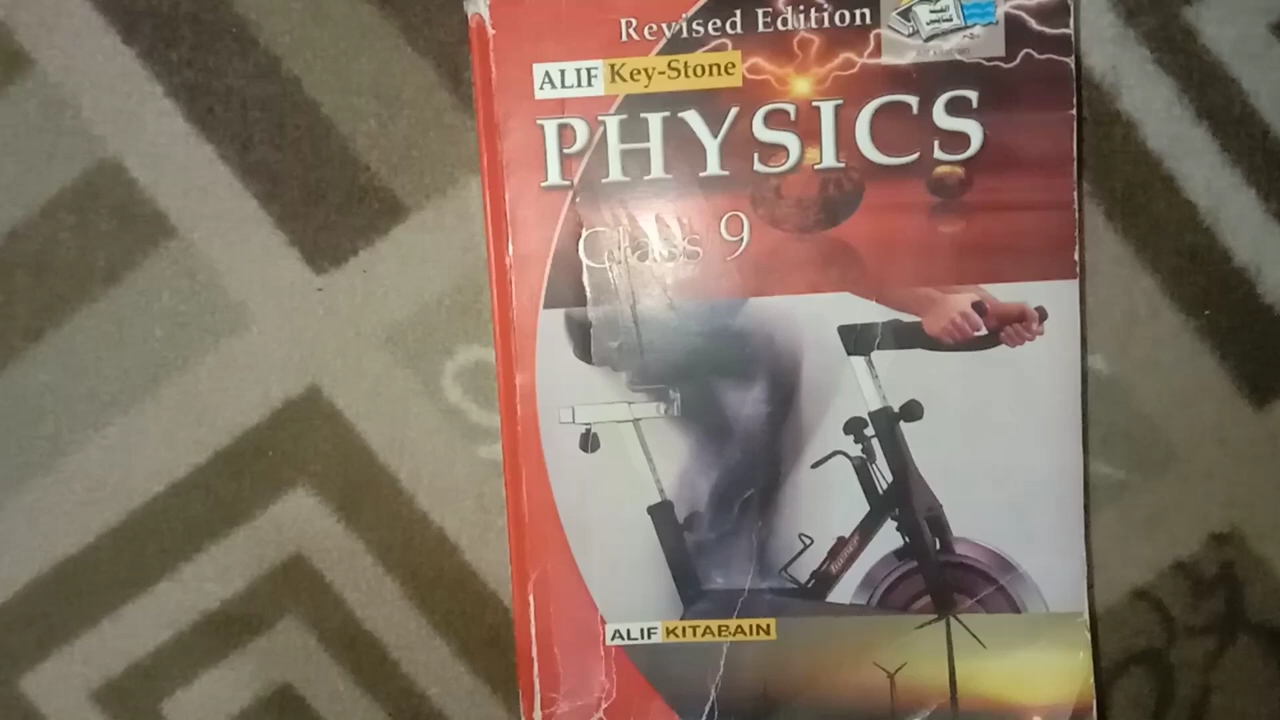 Revised Edition
ALIF Key-Stone
PHYSICS
Class 9
ALIF KITABAIN